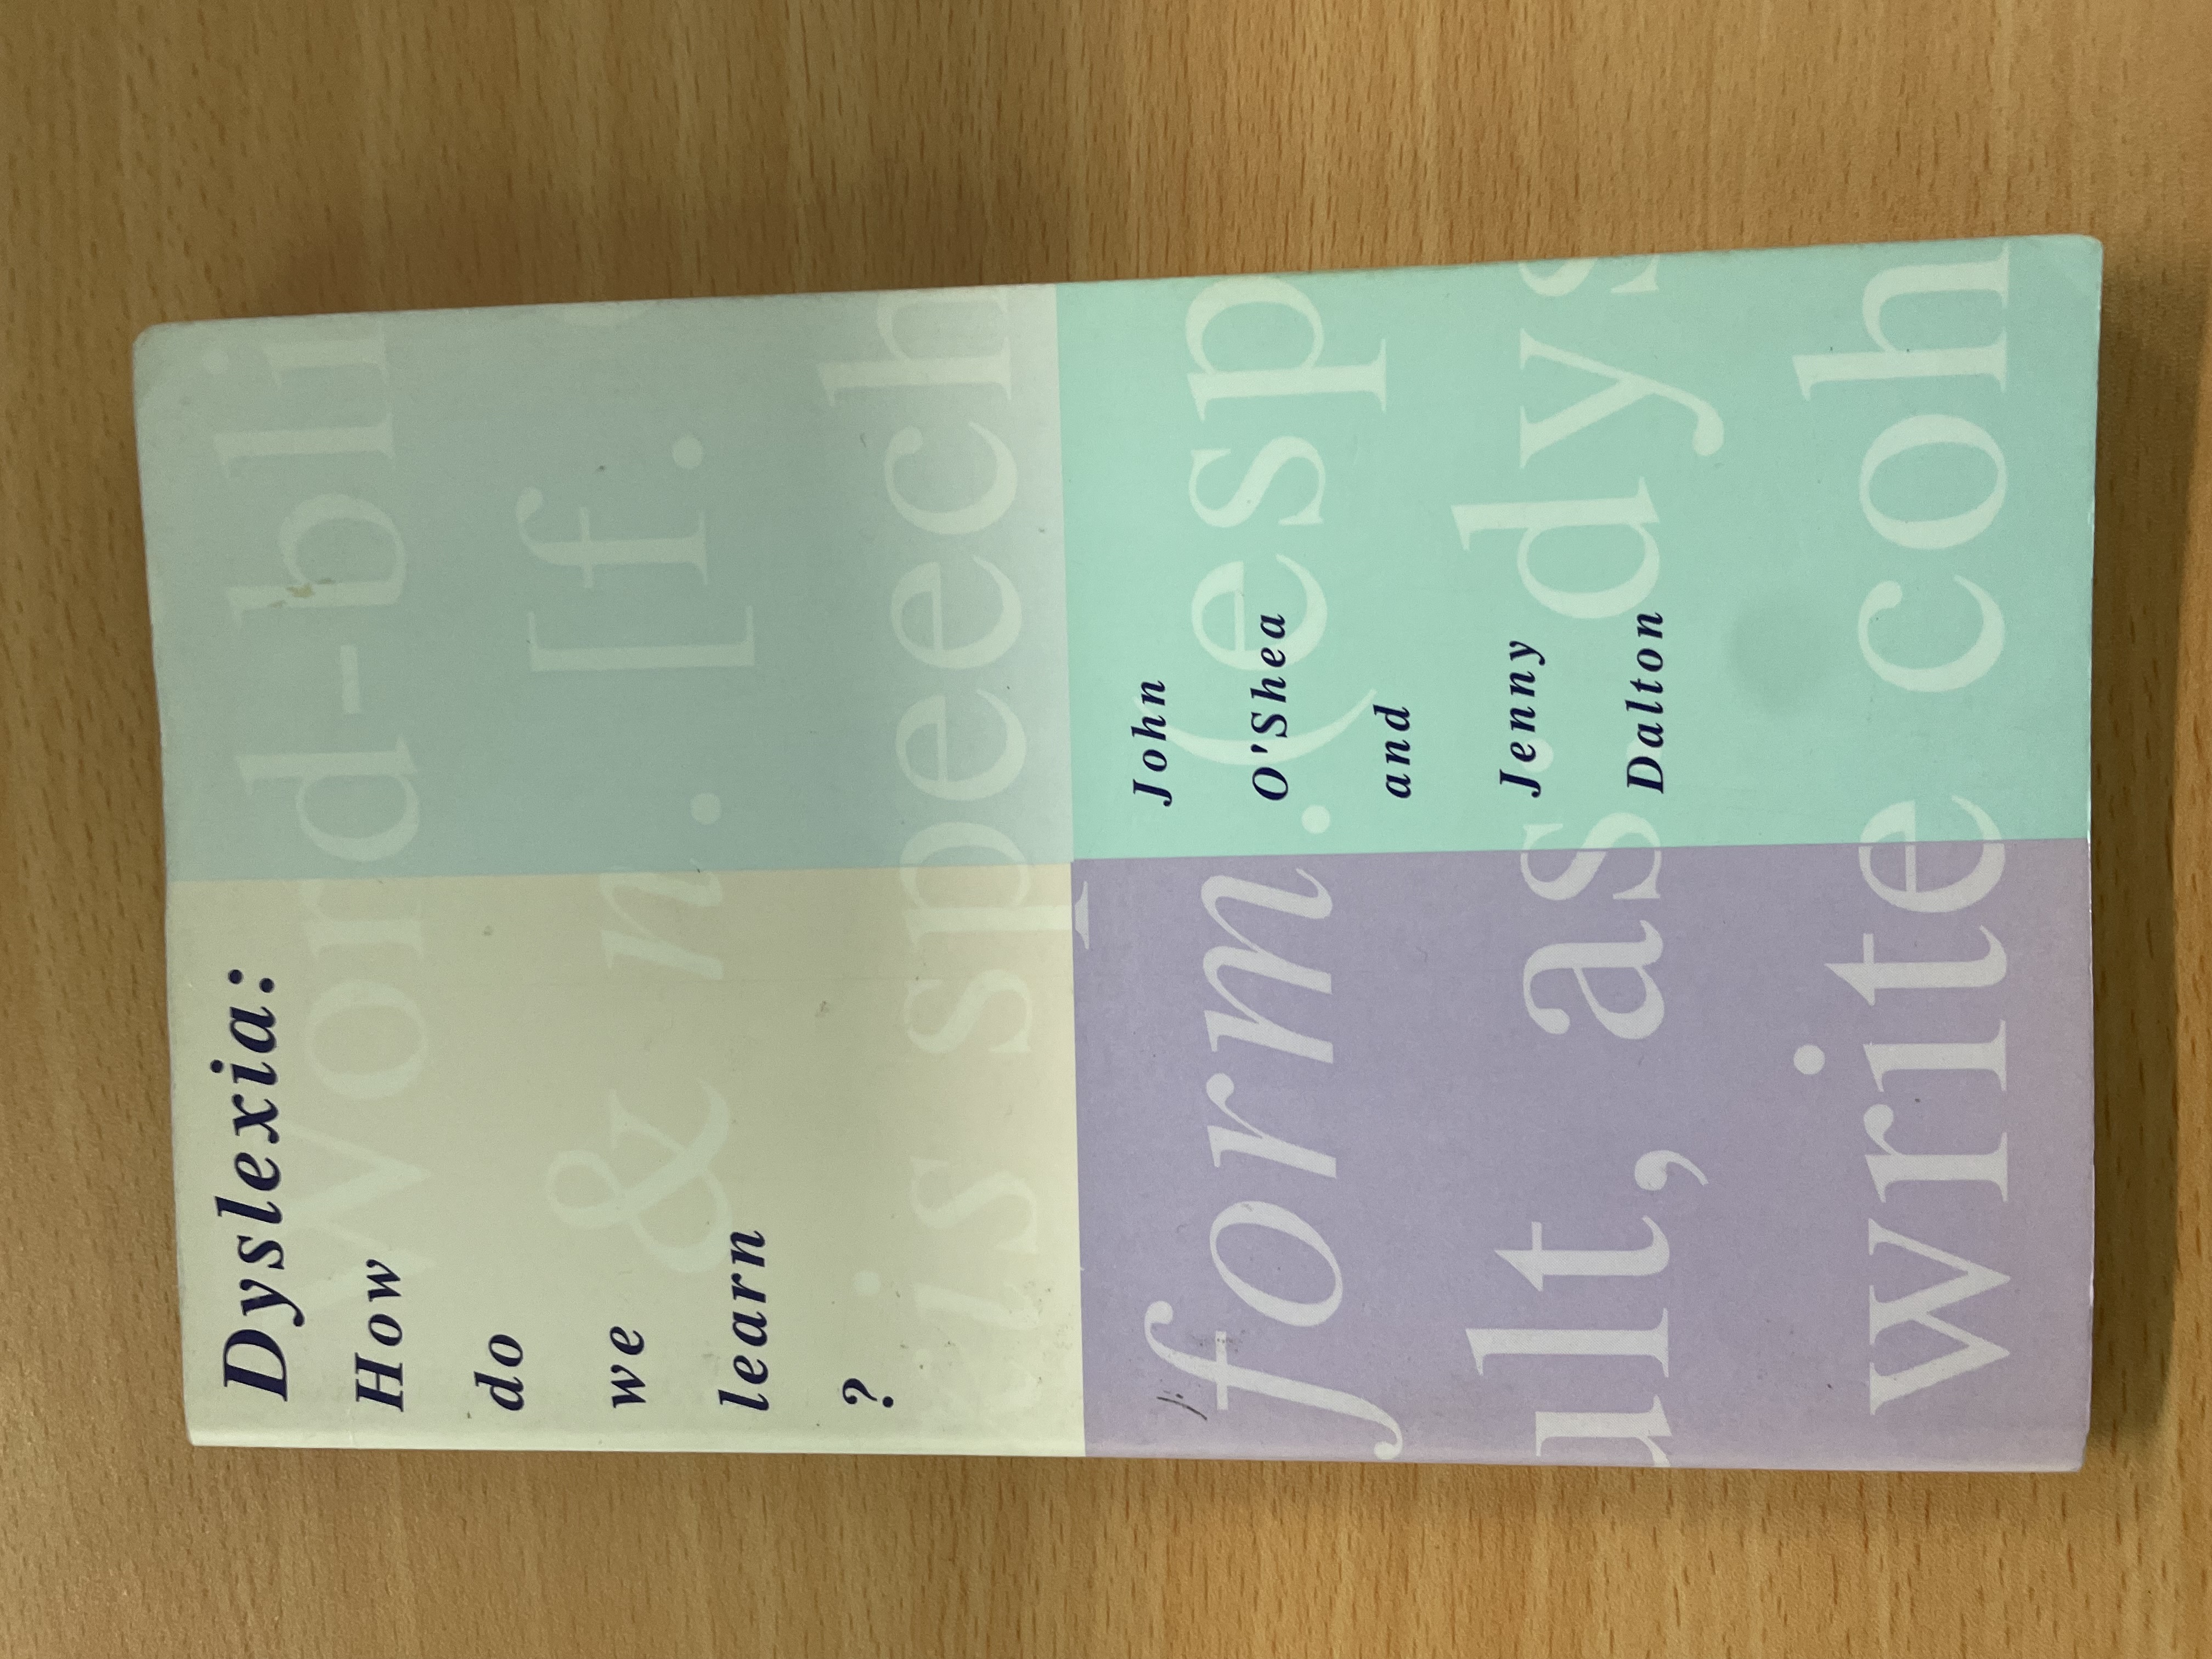 Dyslexia:
How
do
we
learn
?
Word-bli
& n. [f.
xis speech
form.(esp
ult, as: dys
write coh
John
O'Shea
and
Jenny
Dalton